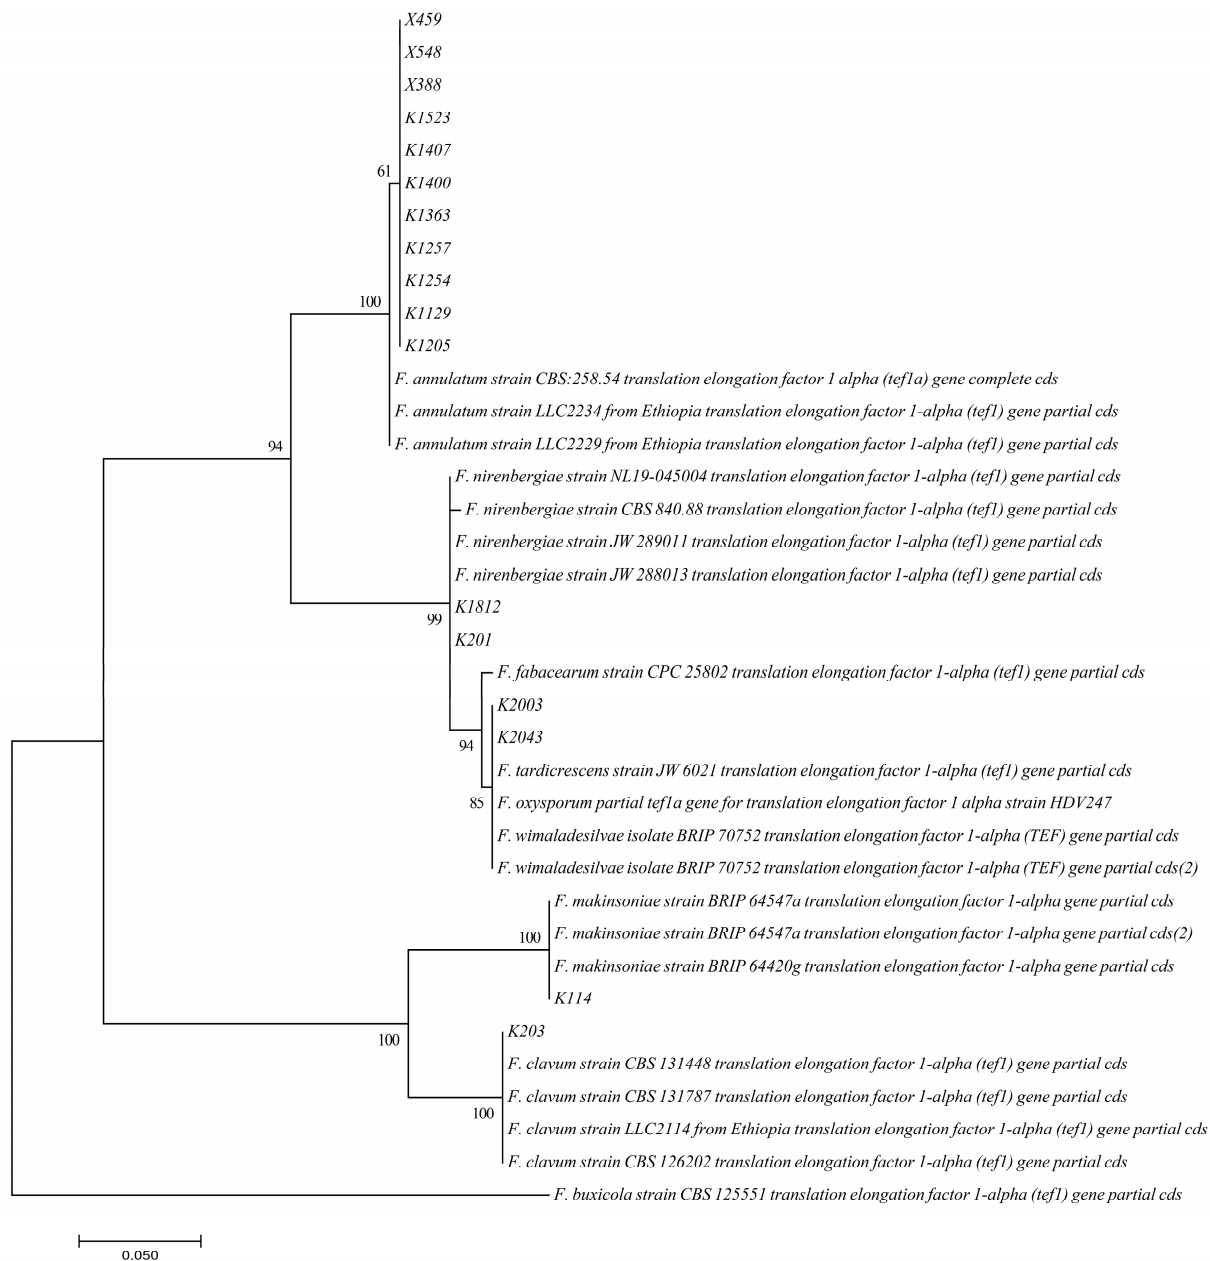 X459
X548
X388
K1523
K1407
61
K1400
K1363
K1257
K1254
100
K1129
K1205
F. annulatum strain CBS:258.54 translation elongation factor 1 alpha (tef1a) gene complete cds
F. annulatum strain LLC2234 from Ethiopia translation elongation factor 1-alpha (tef1) gene partial cds
F. annulatum strain LLC2229 from Ethiopia translation elongation factor 1-alpha (tef1) gene partial cds
94
F. nirenbergiae strain NL19-045004 translation elongation factor 1-alpha (tef1) gene partial cds
F. nirenbergiae strain CBS 840.88 translation elongation factor 1-alpha (tef1) gene partial cds
F. nirenbergiae strain JW 289011 translation elongation factor 1-alpha (tef1) gene partial cds
F. nirenbergiae strain JW 288013 translation elongation factor 1-alpha (tef1) gene partial cds
K1812
99
K201
F. fabacearum strain CPC 25802 translation elongation factor 1-alpha (tef1) gene partial cds
K2003
K2043
94
F. tardicrescens strain JW 6021 translation elongation factor 1-alpha (tef1) gene partial cds
85
F. oxysporum partial tef1a gene for translation elongation factor 1 alpha strain HDV247
F. wimaladesilvae isolate BRIP 70752 translation elongation factor 1-alpha (TEF) gene partial cds
F. wimaladesilvae isolate BRIP 70752 translation elongation factor 1-alpha (TEF) gene partial cds(2)
F. makinsoniae strain BRIP 64547a translation elongation factor 1-alpha gene partial cds
100
F. makinsoniae strain BRIP 64547a translation elongation factor 1-alpha gene partial cds(2)
F. makinsoniae strain BRIP 64420g translation elongation factor 1-alpha gene partial cds
K114
K203
100
F. clavum strain CBS 131448 translation elongation factor 1-alpha (tef1) gene partial cds
F. clavum strain CBS 131787 translation elongation factor 1-alpha (tef1) gene partial cds
100
F. clavum strain LLC2114 from Ethiopia translation elongation factor 1-alpha (tef1) gene partial cds
F. clavum strain CBS 126202 translation elongation factor 1-alpha (tef1) gene partial cds
F. buxicola strain CBS 125551 translation elongation factor 1-alpha (tef1) gene partial cds
0.050